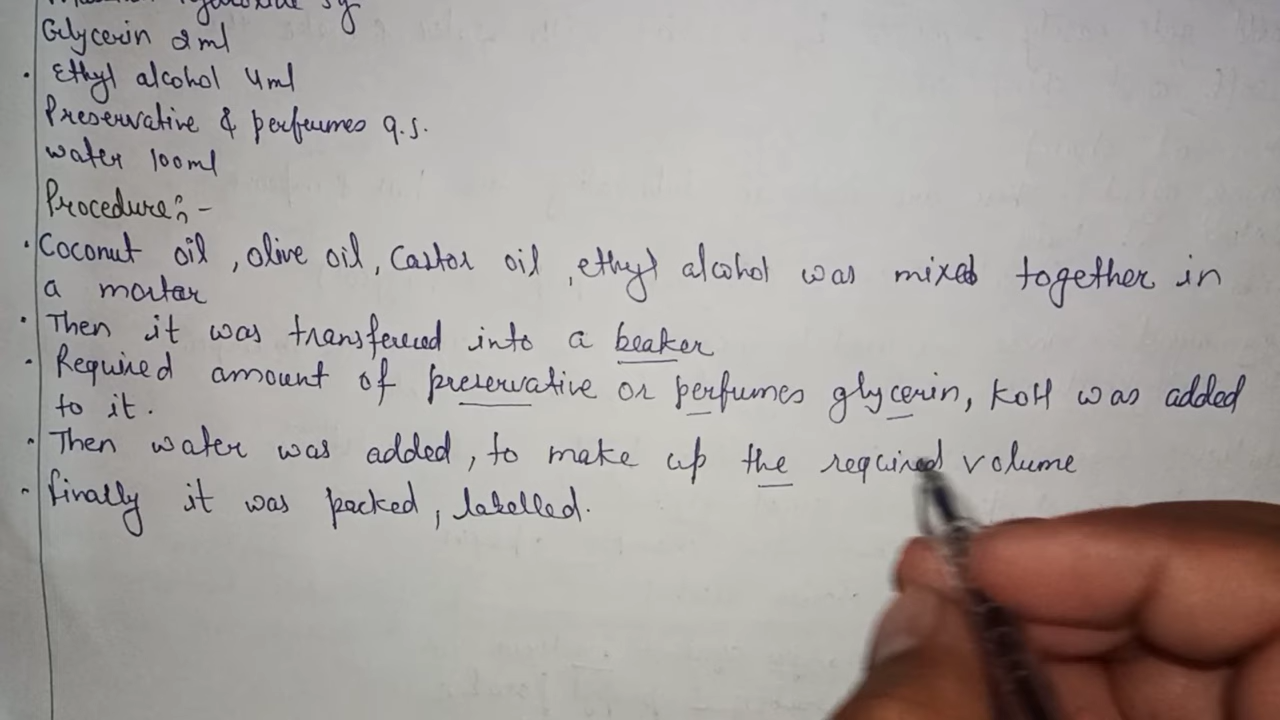 Glycerin 2ml
• Ethyl alcohol 4ml
Preservative & perfeumes q.s.
water 100ml
Procedure:-
• Coconut oil, olive oil, castor oil, ethyl alcohol was mixed together in
a mortar
• Then it was transfered into a beaker
• Required amount of preservative or perfumes glycerin, KOH was added
to it.
• Then water was added, to make up the required volume
• finally it was packed, labelled.